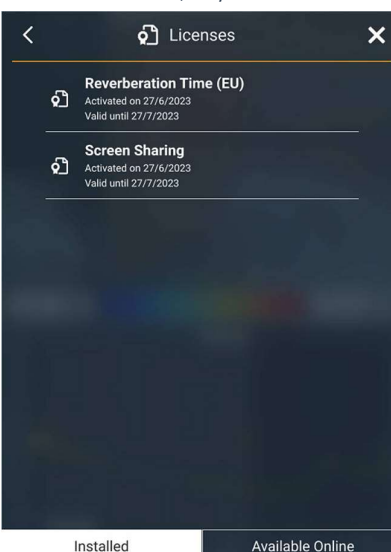 Licenses
Reverberation Time (EU)
Activated on 27/6/2023
Valid until 27/7/2023
Screen Sharing
Activated on 27/6/2023
Valid until 27/7/2023
Installed
Available Online